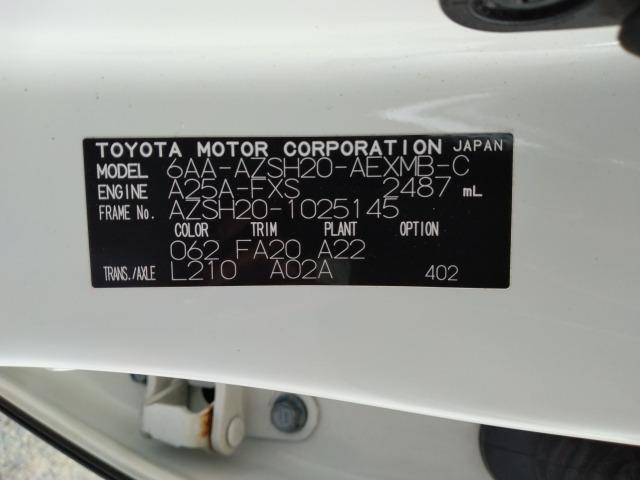 TOYOTA MOTOR CORPORATION JAPAN
MODEL 6AA-AZSH20-AEXMB-C
ENGINE A25A-FXS 2487 mL
FRAME No. AZSH20-1025145
COLOR TRIM PLANT OPTION
062 FA20 A22
TRANS./AXLE L210 A02A 402